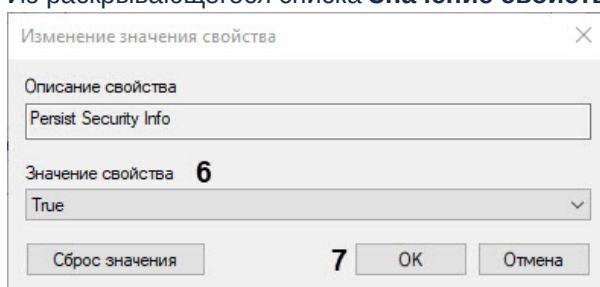 Из раскрывающегося списка Значение свойств
Изменение значения свойства
Описание свойства
Persist Security Info
Значение свойства 6
True
Сброс значения 7 OK Отмена